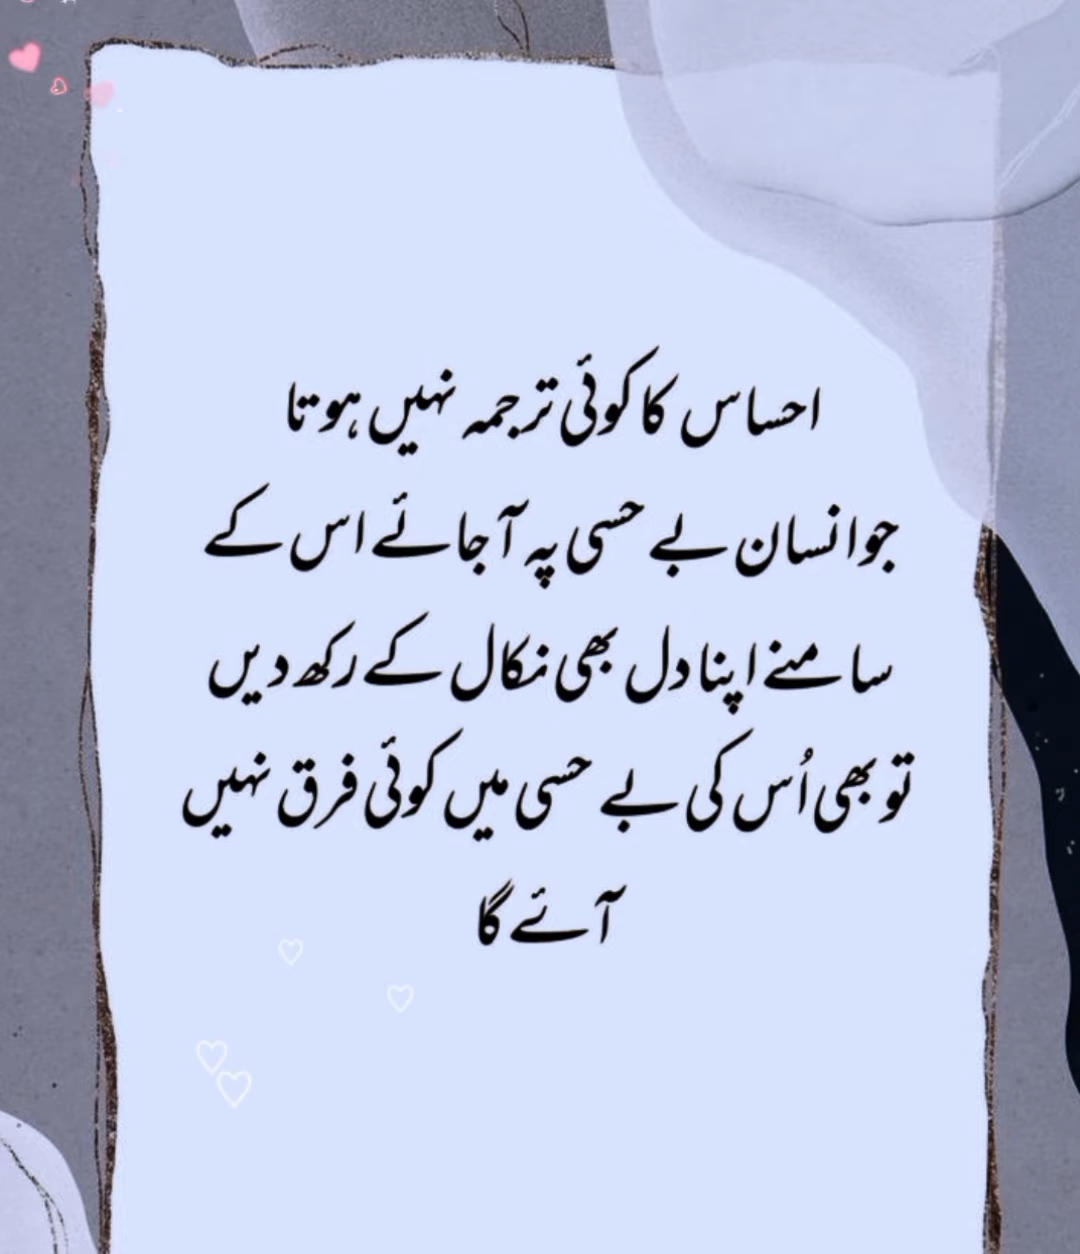 احساس کا کوئی ترجمہ نہیں ہوتا
جو انسان بے حسی پہ آ جائے اس کے
سامنے اپنا دل بھی نکال کے رکھ دیں
تو بھی اُس کی بے حسی میں کوئی فرق نہیں
آئے گا